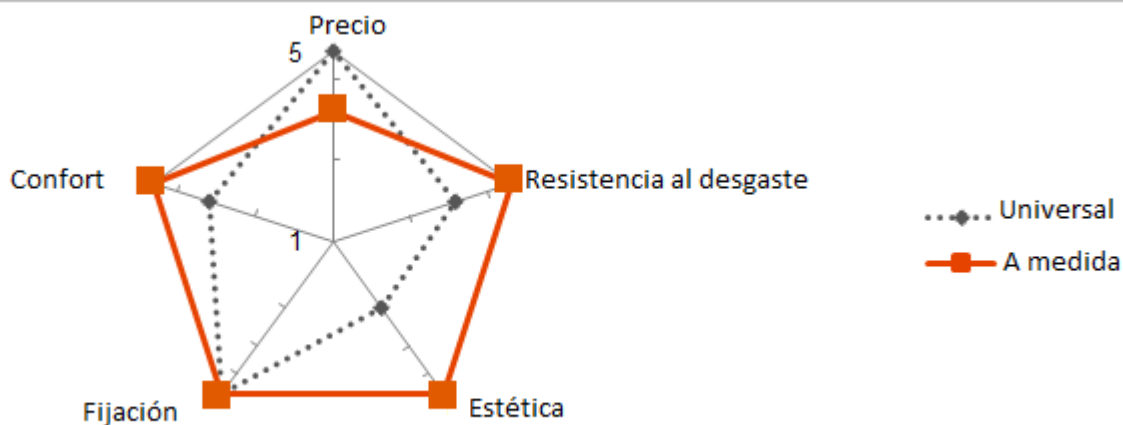 Precio
5
Confort
Resistencia al desgaste
Universal
1
A medida
Fijación
Estética